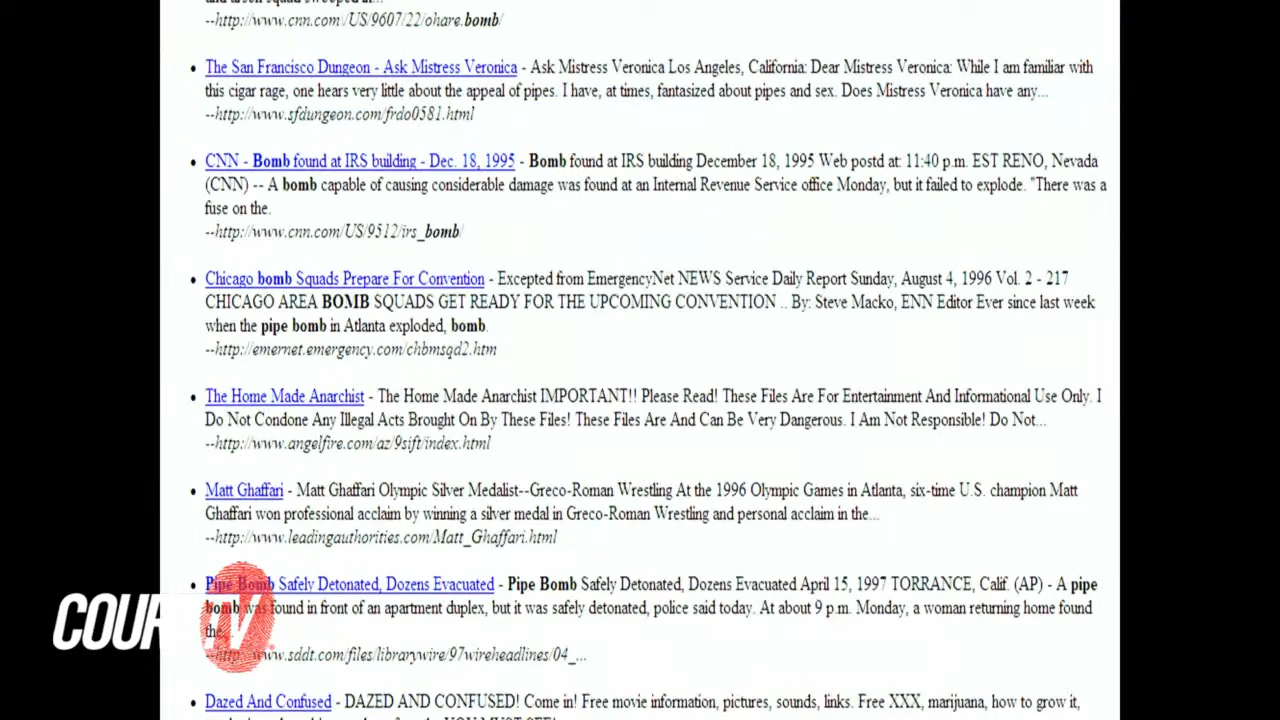 --http://www.cnn.com/US/9607/22/ohare.bomb/
The San Francisco Dungeon - Ask Mistress Veronica - Ask Mistress Veronica Los Angeles, California: Dear Mistress Veronica: While I am familiar with
this cigar rage, one hears very little about the appeal of pipes. I have, at times, fantasized about pipes and sex. Does Mistress Veronica have any...
--http://www.sfdungeon.com/frdo0581.html
CNN - Bomb found at IRS building - Dec. 18, 1995 - Bomb found at IRS building December 18, 1995 Web postd at: 11:40 p.m. EST RENO, Nevada
(CNN) -- A bomb capable of causing considerable damage was found at an Internal Revenue Service office Monday, but it failed to explode. "There was a
fuse on the.
--http://www.cnn.com/US/9512/irs_bomb/
Chicago bomb Squads Prepare For Convention - Excepted from EmergencyNet NEWS Service Daily Report Sunday, August 4, 1996 Vol. 2 - 217
CHICAGO AREA BOMB SQUADS GET READY FOR THE UPCOMING CONVENTION .. By: Steve Macko, ENN Editor Ever since last week
when the pipe bomb in Atlanta exploded, bomb.
--http://emernet.emergency.com/chbmsqd2.htm
The Home Made Anarchist - The Home Made Anarchist IMPORTANT!! Please Read! These Files Are For Entertainment And Informational Use Only. I
Do Not Condone Any Illegal Acts Brought On By These Files! These Files Are And Can Be Very Dangerous. I Am Not Responsible! Do Not...
--http://www.angelfire.com/az/9sift/index.html
Matt Ghaffari - Matt Ghaffari Olympic Silver Medalist--Greco-Roman Wrestling At the 1996 Olympic Games in Atlanta, six-time U.S. champion Matt
Ghaffari won professional acclaim by winning a silver medal in Greco-Roman Wrestling and personal acclaim in the...
--http://www.leadingauthorities.com/Matt_Ghaffari.html
Pipe Bomb Safely Detonated, Dozens Evacuated - Pipe Bomb Safely Detonated, Dozens Evacuated April 15, 1997 TORRANCE, Calif. (AP) - A pipe
bomb was found in front of an apartment duplex, but it was safely detonated, police said today. At about 9 p.m. Monday, a woman returning home found
the...
--http://www.sddt.com/files/librarywire/97wireheadlines/04_...
COURT TV
Dazed And Confused - DAZED AND CONFUSED! Come in! Free movie information, pictures, sounds, links. Free XXX, marijuana, how to grow it,